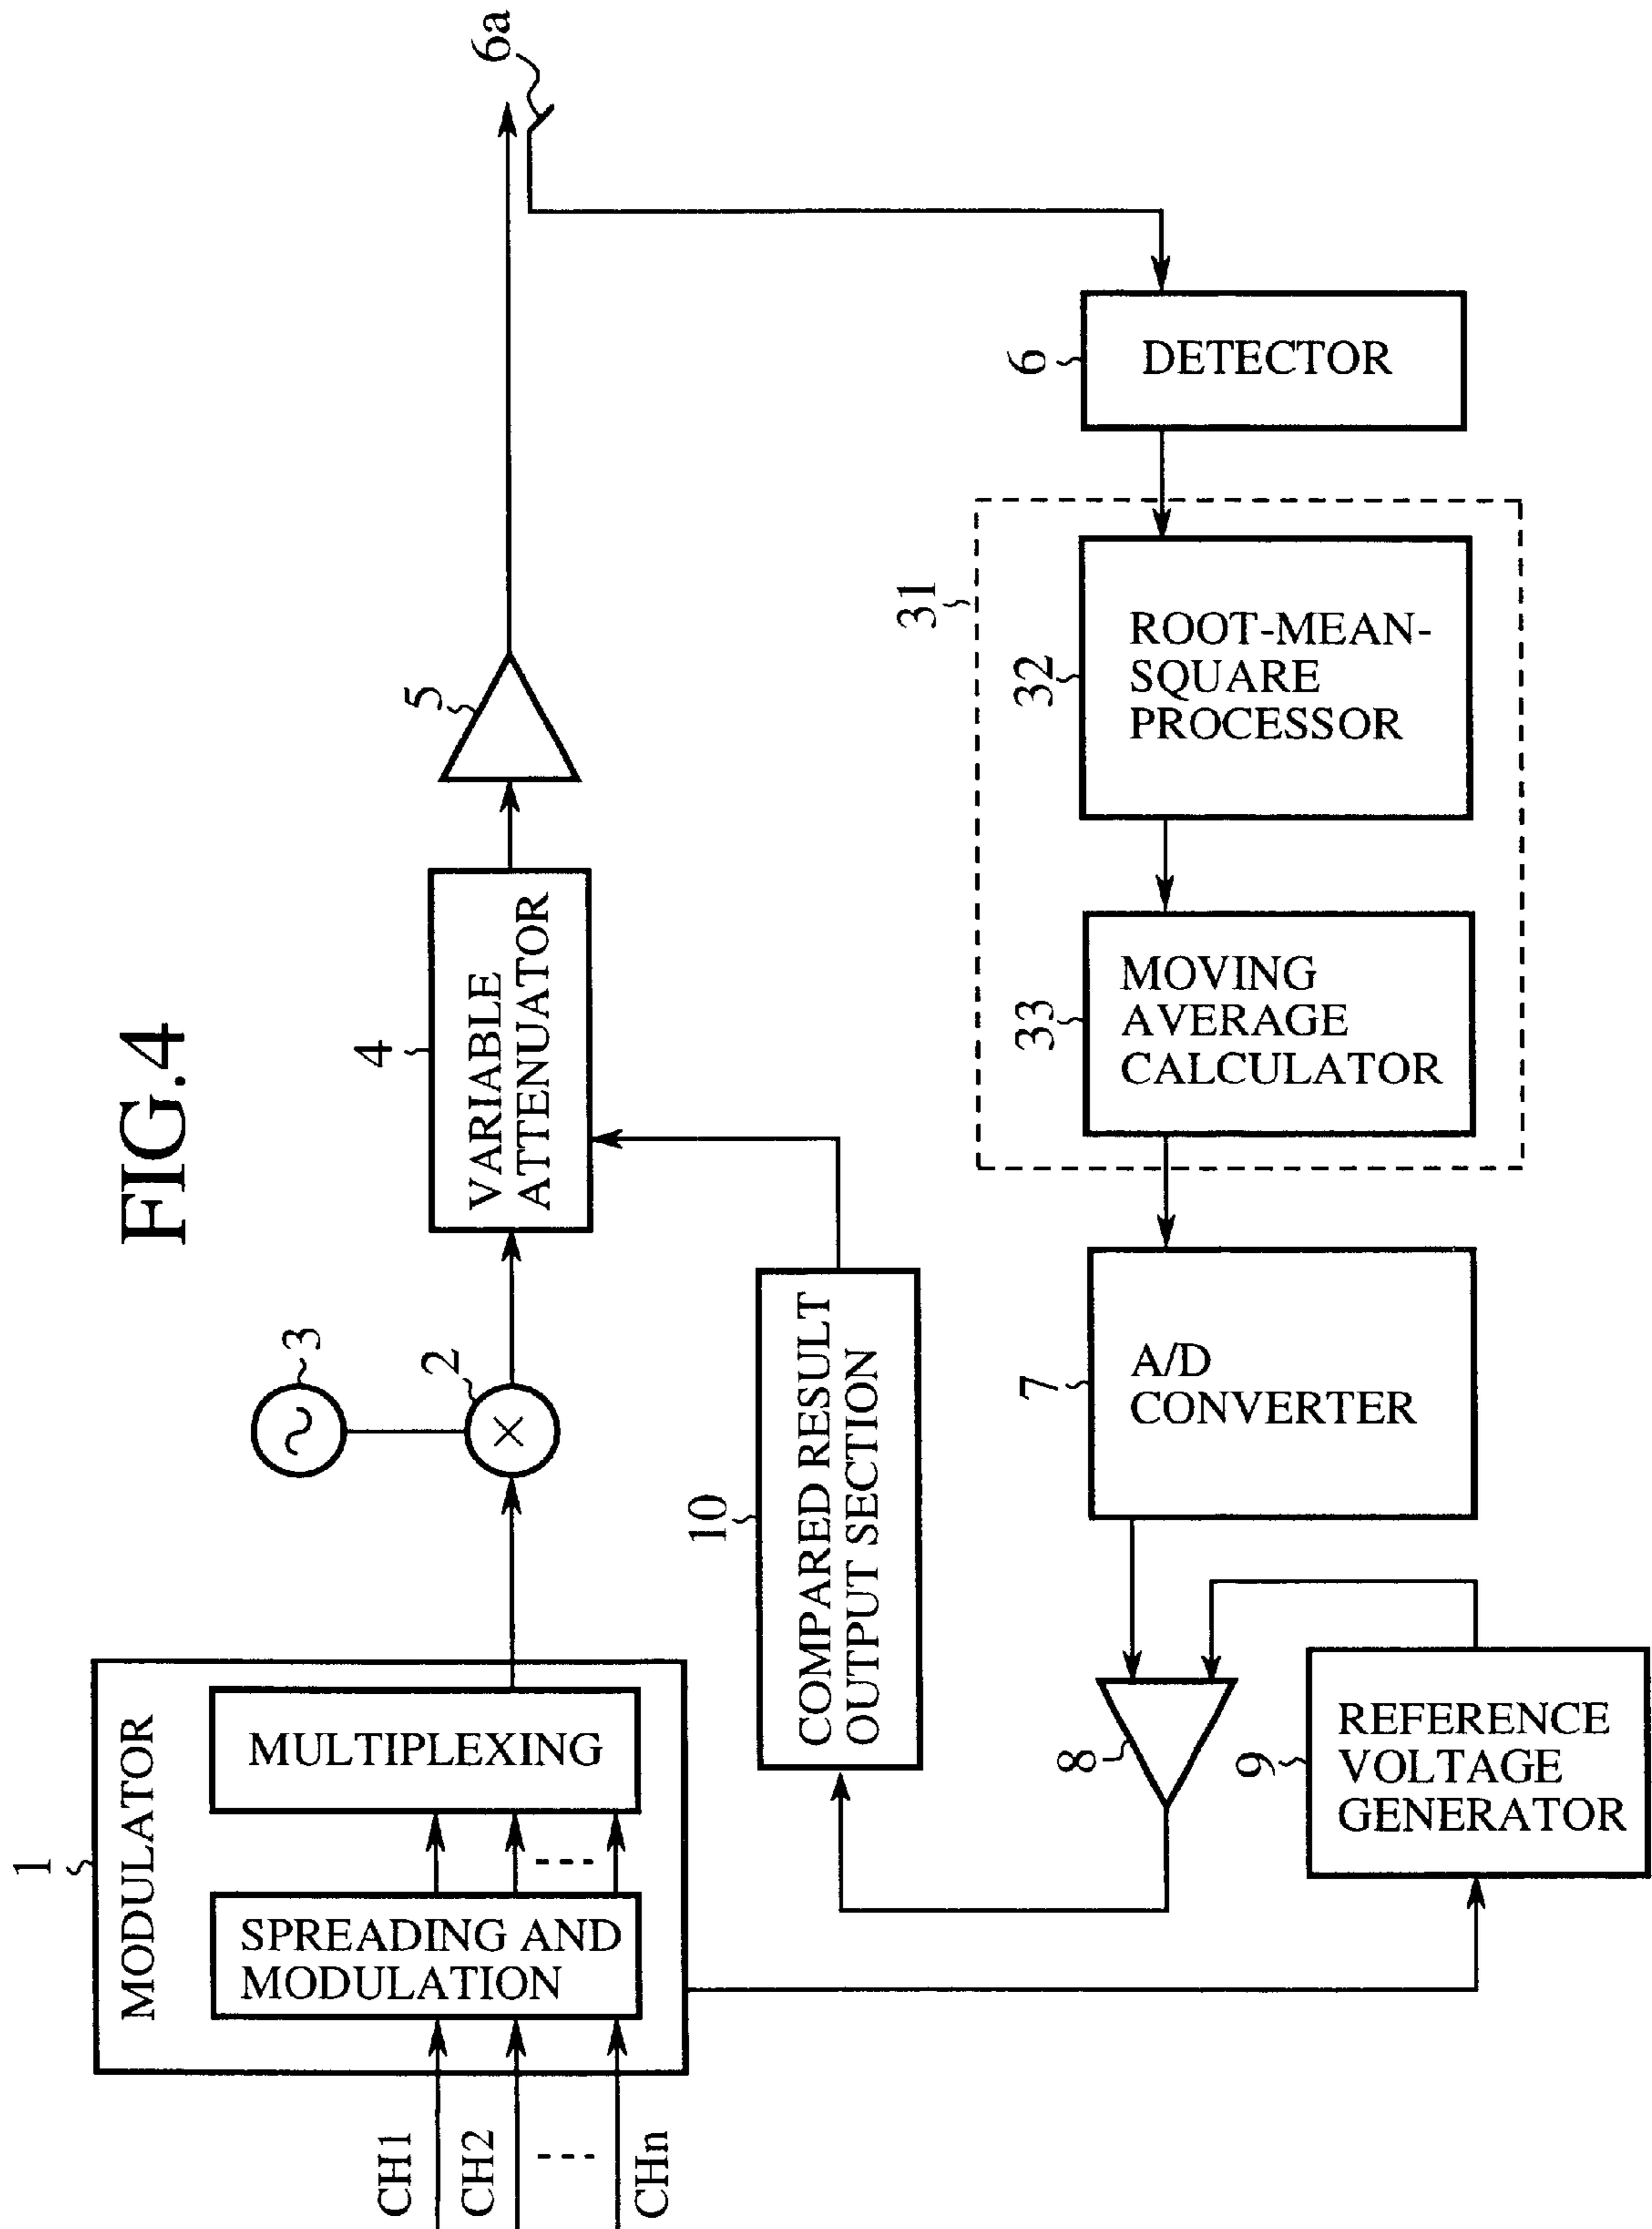 FIG.4
1
MODULATOR
SPREADING AND
MODULATION
MULTIPLEXING
CH1
CH2
CHn
2
3
4
VARIABLE
ATTENUATOR
5
6a
10
COMPARED RESULT
OUTPUT SECTION
6
DETECTOR
31
32
ROOT-MEAN-
SQUARE
PROCESSOR
33
MOVING
AVERAGE
CALCULATOR
7
A/D
CONVERTER
8
9
REFERENCE
VOLTAGE
GENERATOR